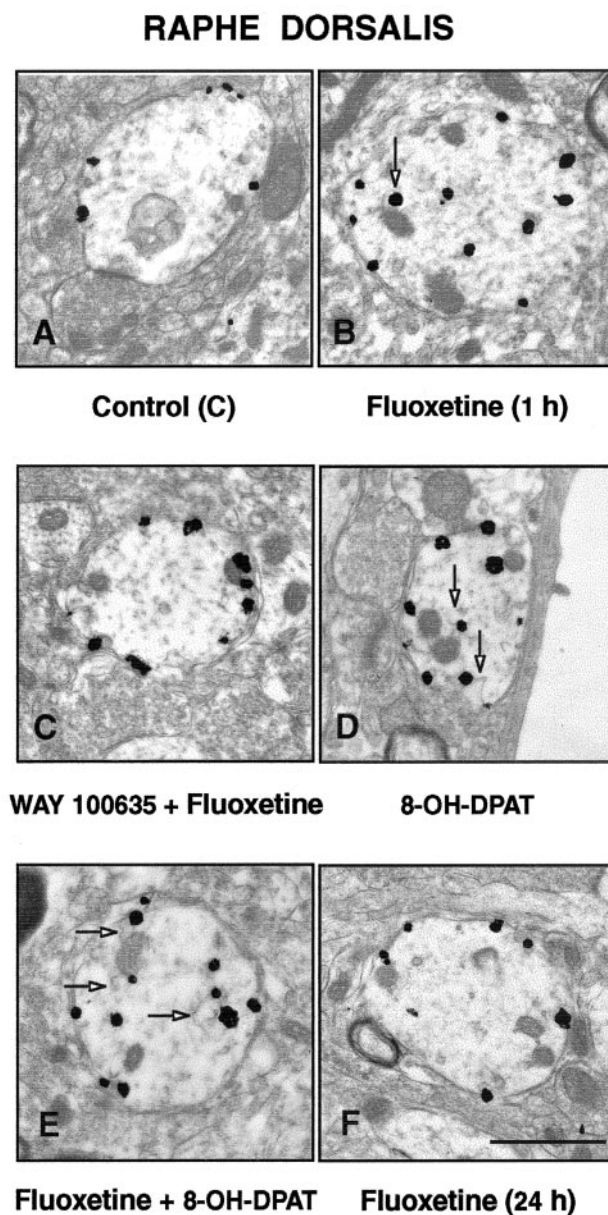 RAPHE DORSALIS
A
B
Control (C)
Fluoxetine (1 h)
C
D
WAY 100635 + Fluoxetine
8-OH-DPAT
E
F
Fluoxetine + 8-OH-DPAT
Fluoxetine (24 h)